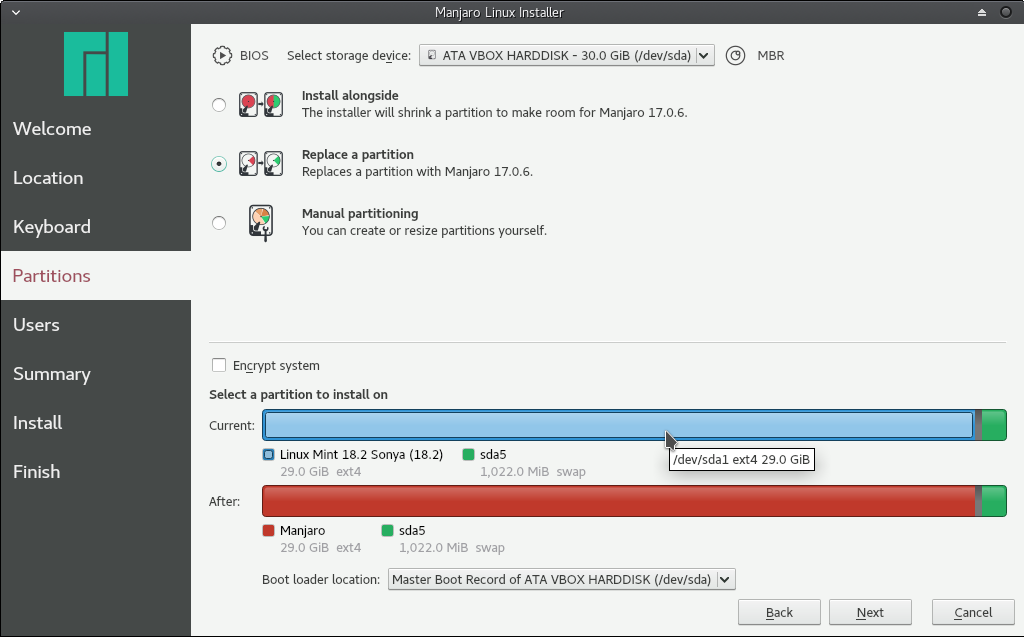 Manjaro Linux Installer
Welcome
Location
Keyboard
Partitions
Users
Summary
Install
Finish
BIOS Select storage device: ATA VBOX HARDDISK - 30.0 GiB (/dev/sda) MBR
Install alongside
The installer will shrink a partition to make room for Manjaro 17.0.6.
Replace a partition
Replaces a partition with Manjaro 17.0.6.
Manual partitioning
You can create or resize partitions yourself.
Encrypt system
Select a partition to install on
Current:
Linux Mint 18.2 Sonya (18.2) sda5
29.0 GiB ext4 1,022.0 MiB swap
/dev/sda1 ext4 29.0 GiB
After:
Manjaro sda5
29.0 GiB ext4 1,022.0 MiB swap
Boot loader location: Master Boot Record of ATA VBOX HARDDISK (/dev/sda)
Back Next Cancel